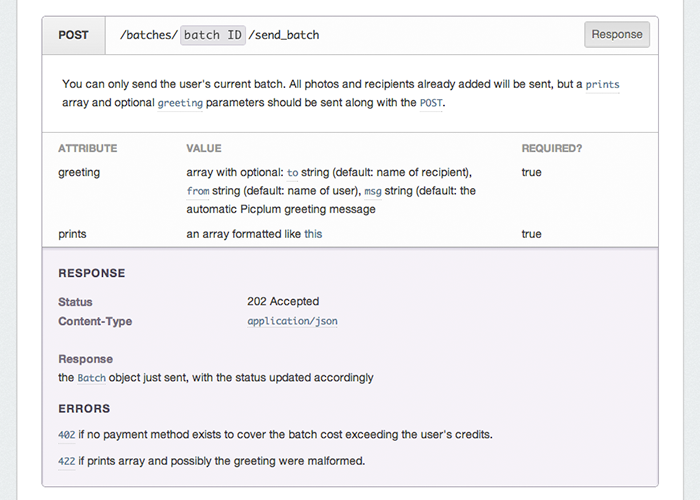 POST /batches/ batch ID /send_batch Response
You can only send the user's current batch. All photos and recipients already added will be sent, but a prints
array and optional greeting parameters should be sent along with the POST.
ATTRIBUTE VALUE REQUIRED?
greeting array with optional: to string (default: name of recipient), true
from string (default: name of user), msg string (default: the
automatic Picplum greeting message
prints an array formatted like this true
RESPONSE
Status 202 Accepted
Content-Type application/json
Response
the Batch object just sent, with the status updated accordingly
ERRORS
402 if no payment method exists to cover the batch cost exceeding the user's credits.
422 if prints array and possibly the greeting were malformed.